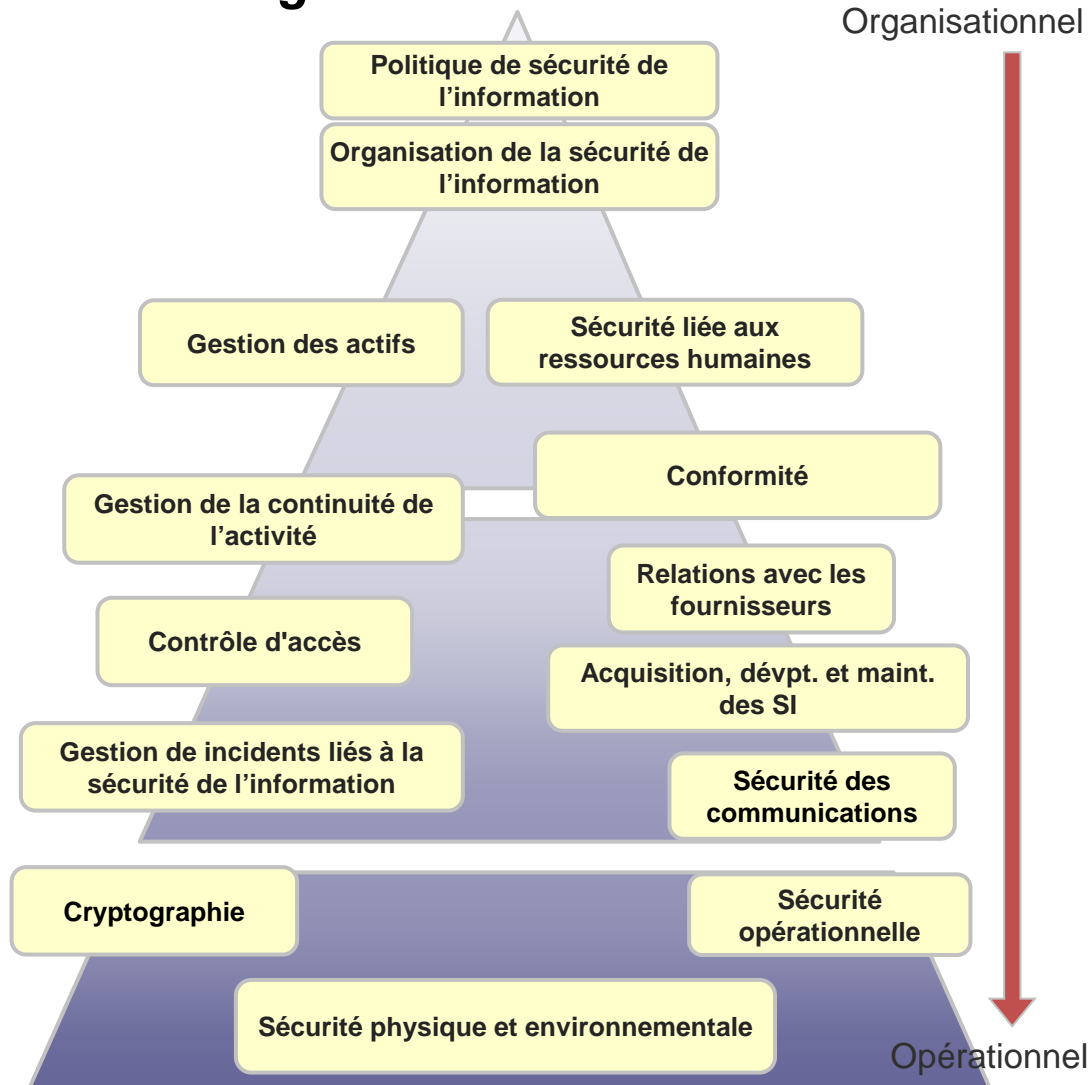 Organisationnel
Politique de sécurité de
l’information
Organisation de la sécurité de
l’information
Gestion des actifs
Sécurité liée aux
ressources humaines
Conformité
Gestion de la continuité de
l’activité
Relations avec les
fournisseurs
Contrôle d'accès
Acquisition, dévpt. et maint.
des SI
Gestion de incidents liés à la
sécurité de l’information
Sécurité des
communications
Cryptographie
Sécurité
opérationnelle
Sécurité physique et environnementale
Opérationnel